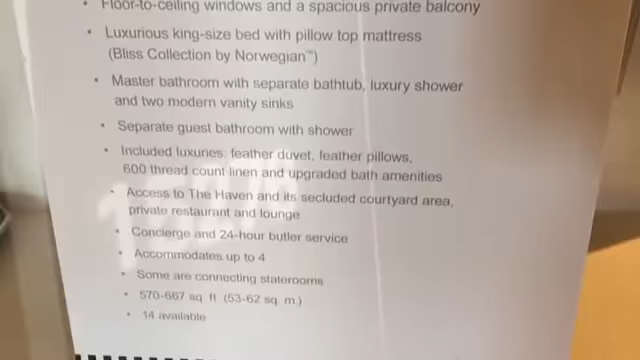 • Floor-to-ceiling windows and a spacious private balcony
• Luxurious king-size bed with pillow top mattress
(Bliss Collection by Norwegian™)
• Master bathroom with separate bathtub, luxury shower
and two modern vanity sinks
• Separate guest bathroom with shower
• Included luxuries: feather duvet, feather pillows,
600 thread count linen and upgraded bath amenities
• Access to The Haven and its secluded courtyard area,
private restaurant and lounge
• Concierge and 24-hour butler service
• Accommodates up to 4
• Some are connecting staterooms
• 570-667 sq. ft. (53-62 sq. m.)
• 14 available